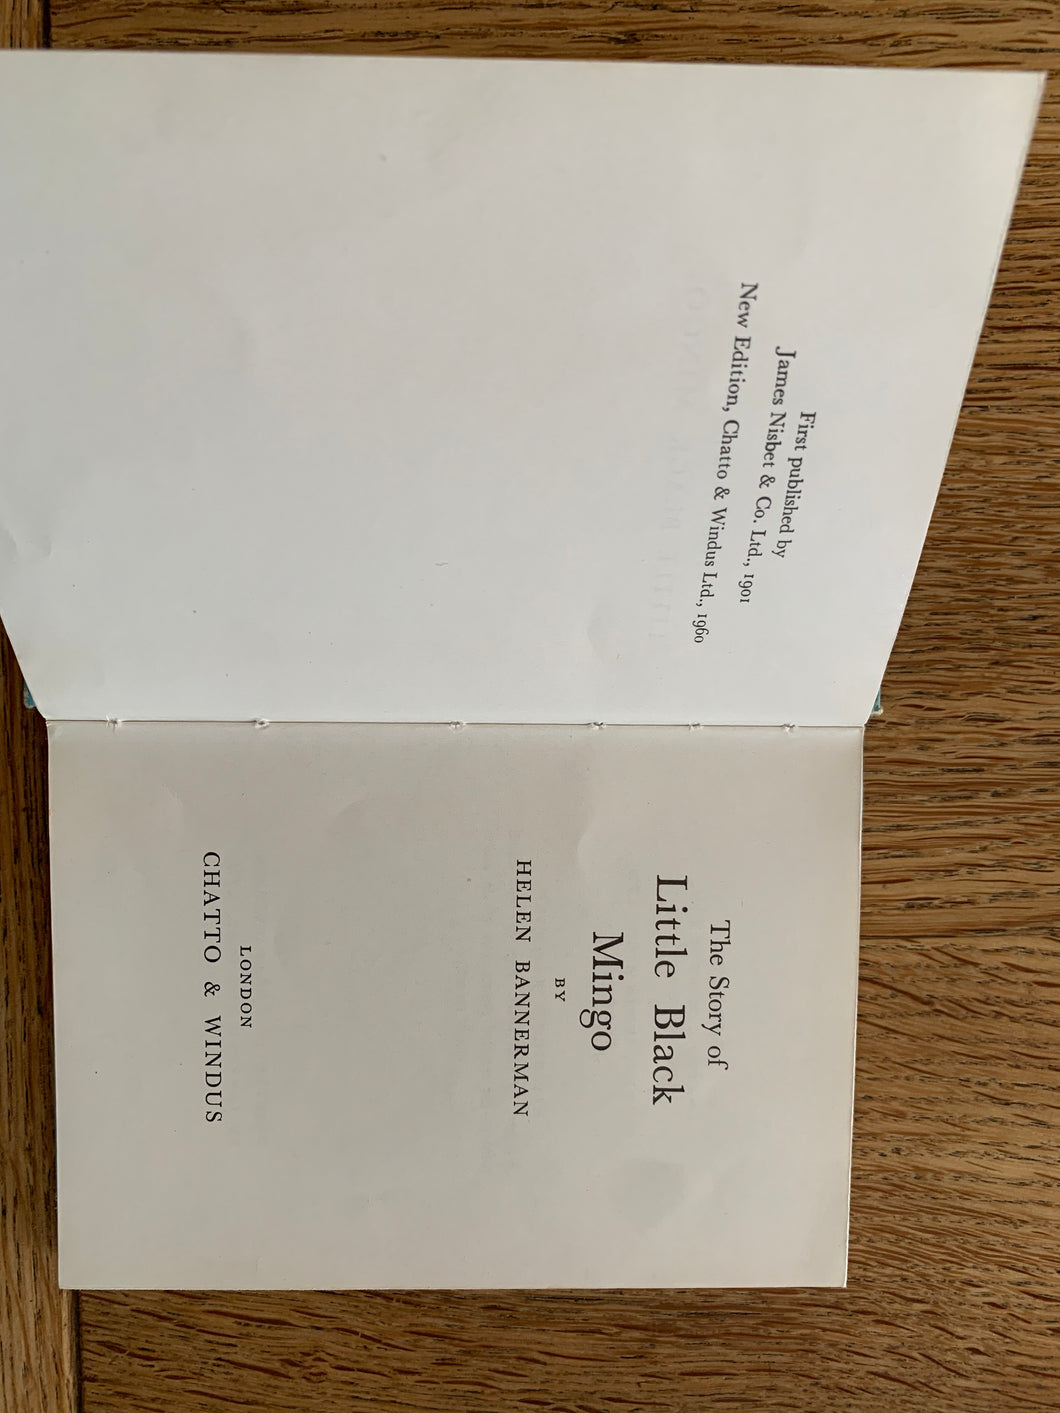 First published by
James Nisbet & Co. Ltd., 1901
New Edition, Chatto & Windus Ltd., 1960
The Story of
Little Black
Mingo
BY
HELEN BANNERMAN
LONDON
CHATTO & WINDUS